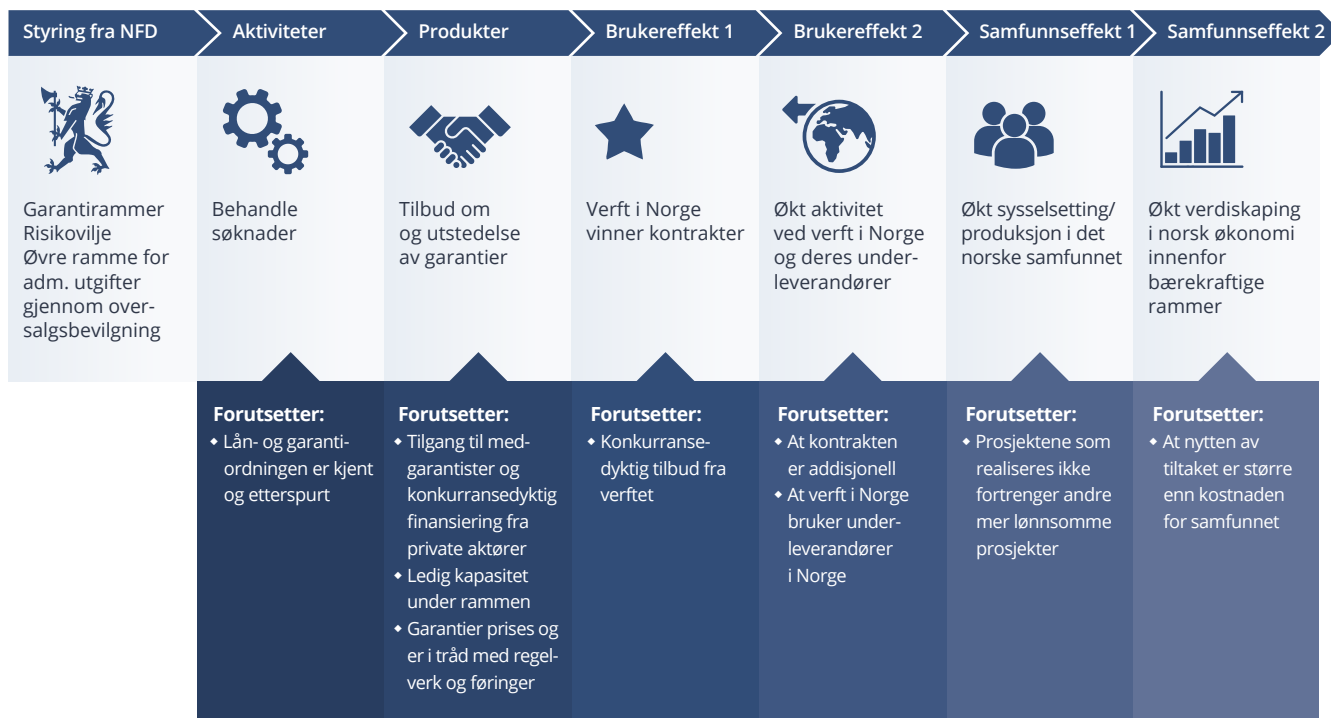 Styring fra NFD
Aktiviteter
Produkter
Brukereffekt 1
Brukereffekt 2
Samfunnseffekt 1
Samfunnseffekt 2
Garantirammer
Risikovilje
Øvre ramme for
adm. utgifter
gjennom over-
salgsbevilgning
Behandle
søknader
Tilbud om
og utstedelse
av garantier
Verft i Norge
vinner kontrakter
Økt aktivitet
ved verft i Norge
og deres under-
leverandører
Økt sysselsetting/
produksjon i det
norske samfunnet
Økt verdiskaping
i norsk økonomi
innenfor
bærekraftige
rammer
Forutsetter:
◆ Lån- og garanti-
ordningen er kjent
og etterspurt
Forutsetter:
◆ Tilgang til med-
garantister og
konkurransedyktig
finansiering fra
private aktører
◆ Ledig kapasitet
under rammen
◆ Garantier prises og
er i tråd med regel-
verk og føringer
Forutsetter:
◆ Konkurranse-
dyktig tilbud fra
verftet
Forutsetter:
◆ At kontrakten
er addisjonell
◆ At verft i Norge
bruker under-
leverandører
i Norge
Forutsetter:
◆ Prosjektene som
realiseres ikke
fortrenger andre
mer lønnsomme
prosjekter
Forutsetter:
◆ At nytten av
tiltaket er større
enn kostnaden
for samfunnet